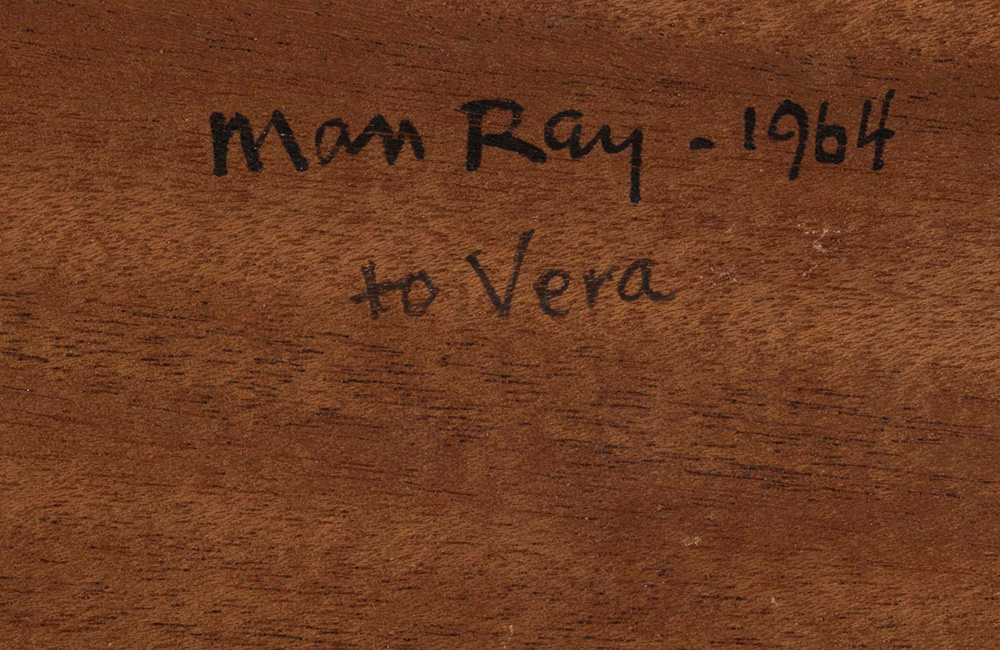 Man Ray - 1964
to Vera